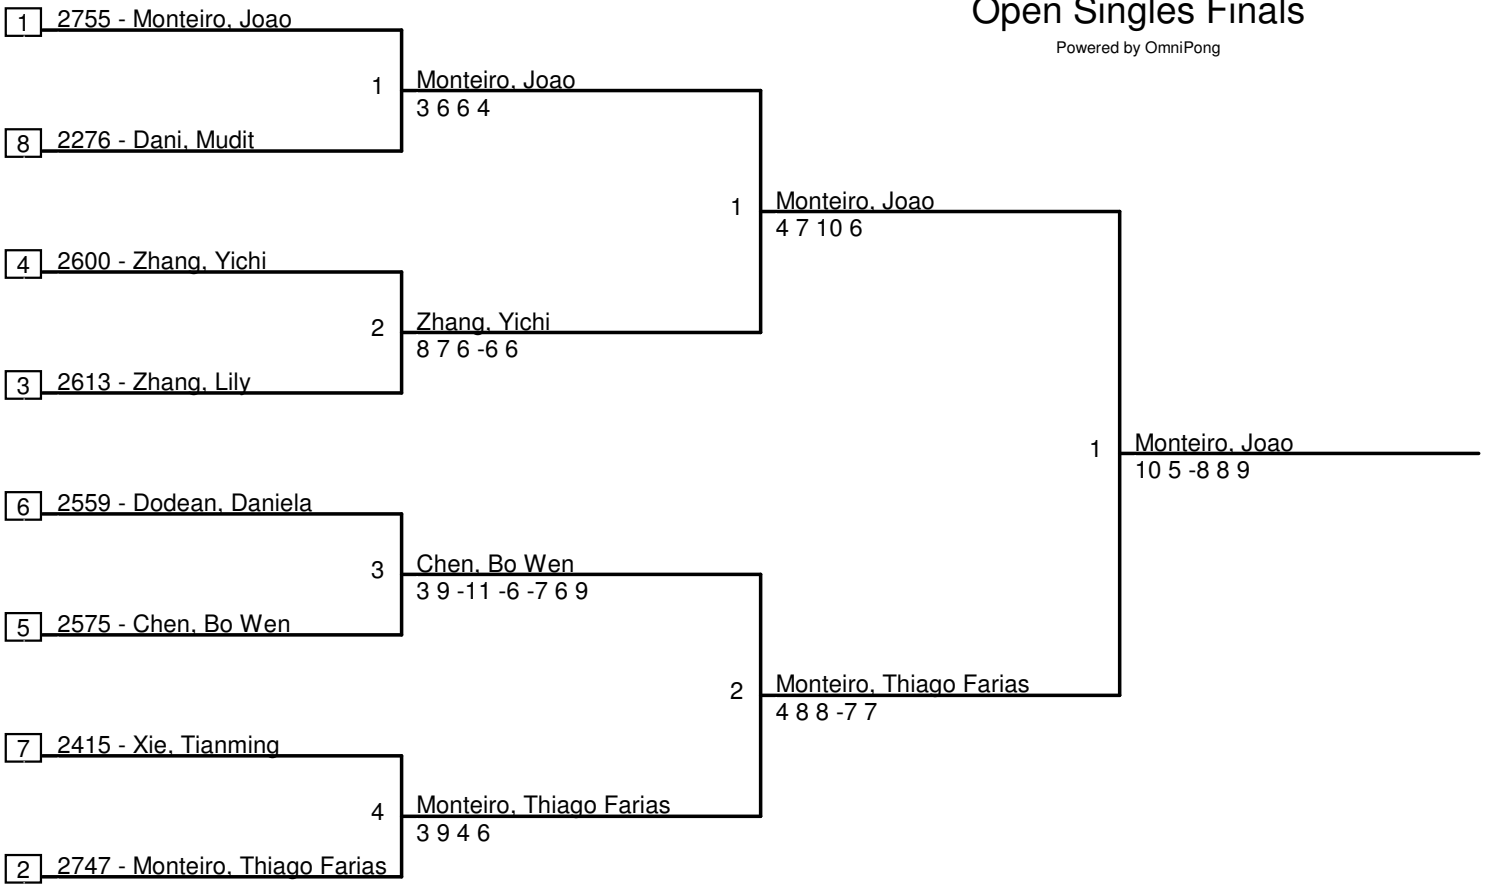 Open Singles Finals
Powered by OmniPong
1 2755 - Monteiro, Joao
1 Monteiro, Joao
3 6 6 4
8 2276 - Dani, Mudit
1 Monteiro, Joao
4 7 10 6
4 2600 - Zhang, Yichi
2 Zhang, Yichi
8 7 6 -6 6
3 2613 - Zhang, Lily
1 Monteiro, Joao
10 5 -8 8 9
6 2559 - Dodean, Daniela
3 Chen, Bo Wen
3 9 -11 -6 -7 6 9
5 2575 - Chen, Bo Wen
2 Monteiro, Thiago Farias
4 8 8 -7 7
7 2415 - Xie, Tianming
4 Monteiro, Thiago Farias
3 9 4 6
2 2747 - Monteiro, Thiago Farias